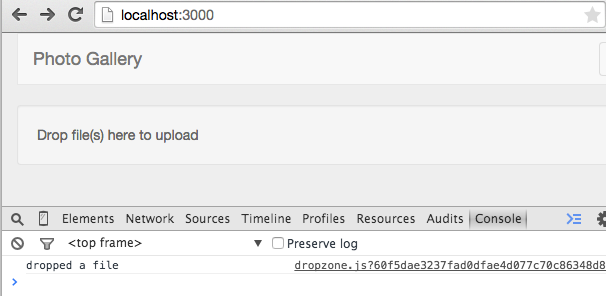 localhost:3000
Photo Gallery
Drop file(s) here to upload
Elements Network Sources Timeline Profiles Resources Audits Console
<top frame> Preserve log
dropped a file dropzone.js?60f5dae3237fad0dfae4d077c70c86348d8